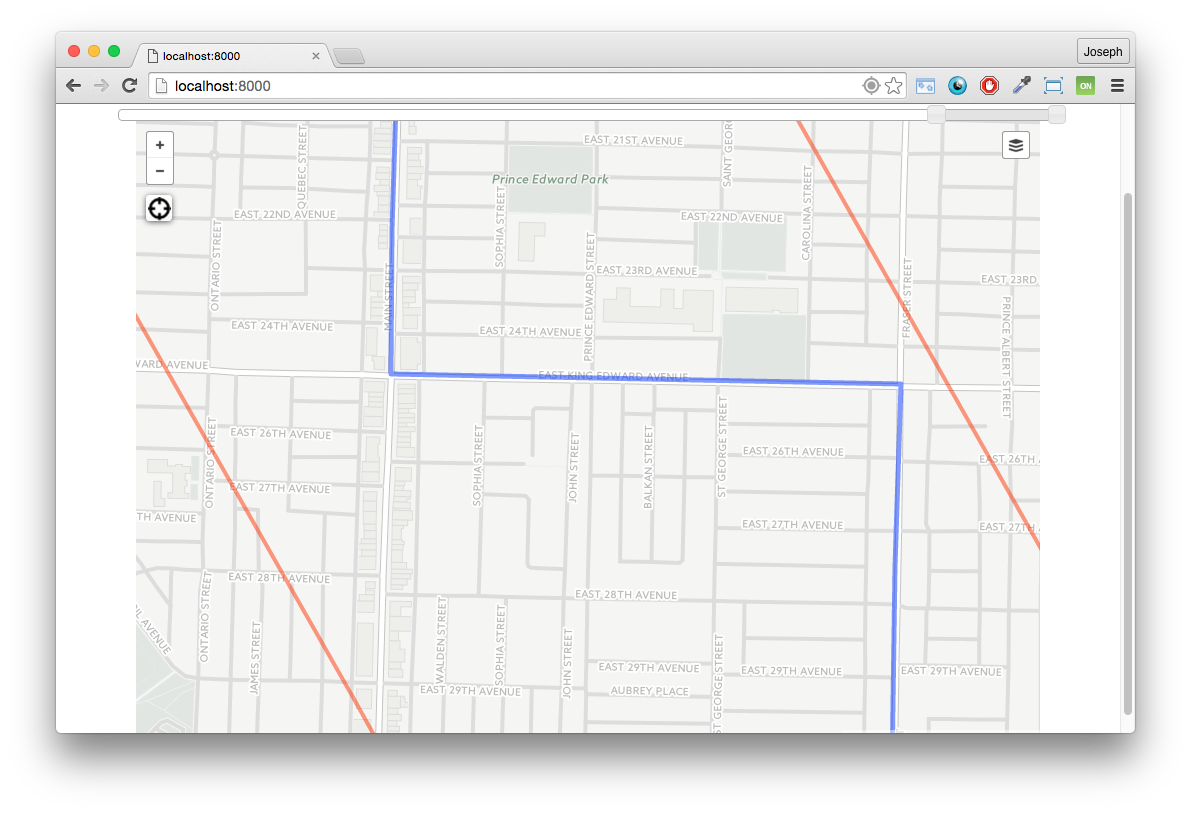 localhost:8000
Joseph
localhost:8000
ON
+
−
EAST 21ST AVENUE
QUEBEC STREET
SAINT GEOR
Prince Edward Park
CAROLINA STREET
SOPHIA STREET
EAST 22ND AVENUE
EAST 22ND AVENUE
ONTARIO STREET
PRINCE EDWARD STREET
EAST 23RD AVENUE
FRASER STREET
EAST 23RD
MAIN STREET
PRINCE ALBERT STREET
EAST 24TH AVENUE
EAST 24TH AVENUE
WARD AVENUE
EAST KING EDWARD AVENUE
ONTARIO STREET
EAST 26TH AVENUE
SOPHIA STREET
JOHN STREET
BALKAN STREET
ST GEORGE STREET
EAST 26TH AVENUE
EAST 26TH A
EAST 27TH AVENUE
TH AVENUE
EAST 27TH AVENUE
EAST 27TH
EAST 28TH AVENUE
EAST 28TH AVENUE
ONTARIO STREET
IL AVENUE
JAMES STREET
WALDEN STREET
SOPHIA STREET
JOHN STREET
ST GEORGE STREET
EAST 29TH AVENUE
EAST 29TH AVENUE
EAST 29TH AVENUE
EAST 29TH AVENUE
AUBREY PLACE